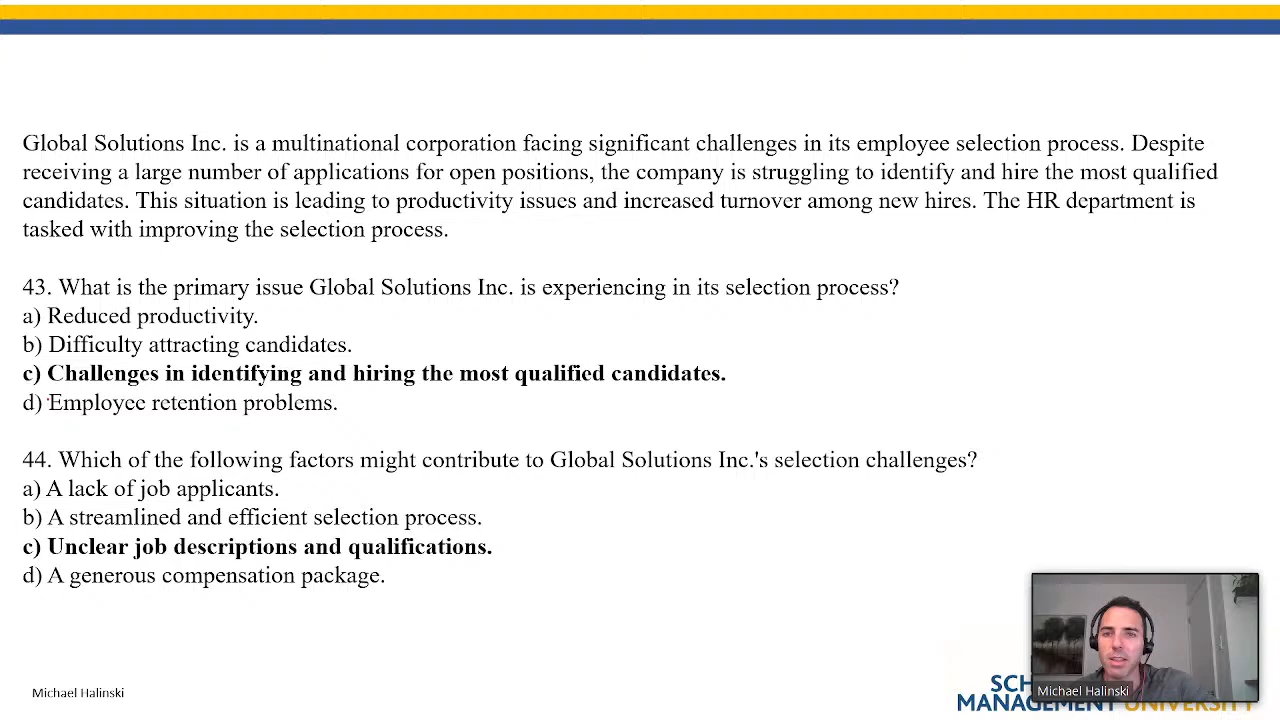 Global Solutions Inc. is a multinational corporation facing significant challenges in its employee selection process. Despite
receiving a large number of applications for open positions, the company is struggling to identify and hire the most qualified
candidates. This situation is leading to productivity issues and increased turnover among new hires. The HR department is
tasked with improving the selection process.
43. What is the primary issue Global Solutions Inc. is experiencing in its selection process?
a) Reduced productivity.
b) Difficulty attracting candidates.
c) Challenges in identifying and hiring the most qualified candidates.
d) Employee retention problems.
44. Which of the following factors might contribute to Global Solutions Inc.'s selection challenges?
a) A lack of job applicants.
b) A streamlined and efficient selection process.
c) Unclear job descriptions and qualifications.
d) A generous compensation package.
Michael Halinski
Michael Halinski
MANAGEMENT UNIVERSITY